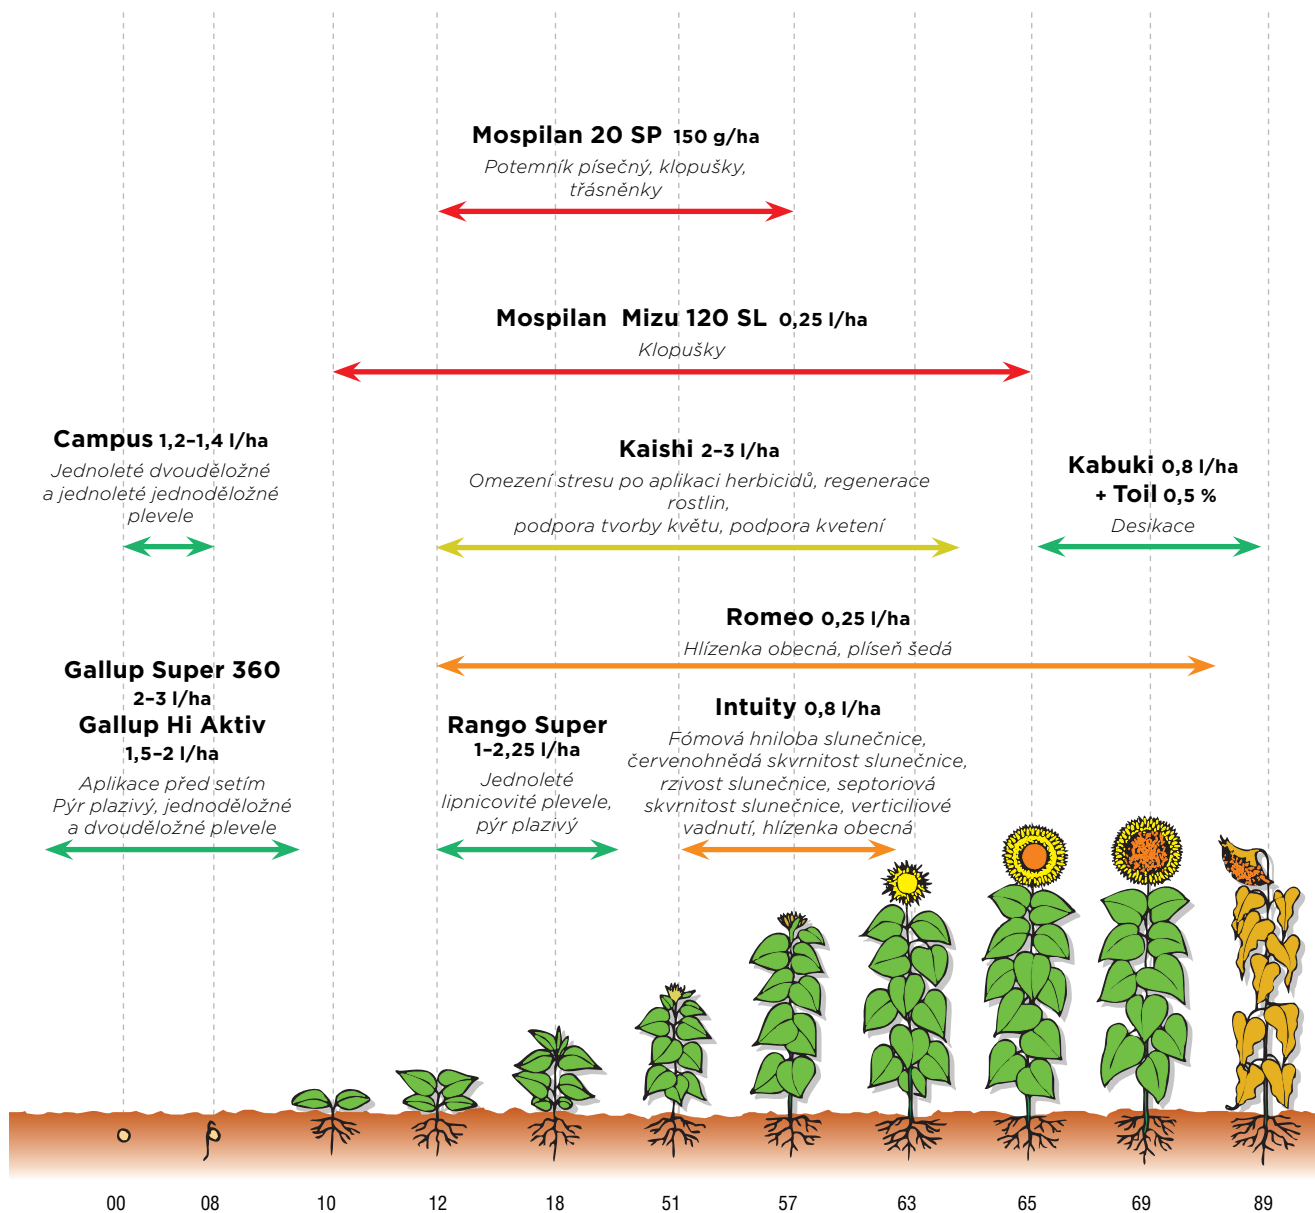 Mospilan 20 SP 150 g/ha
Potemník písečný, klopušky,
třásněnky
Mospilan Mizu 120 SL 0,25 l/ha
Klopušky
Campus 1,2–1,4 l/ha
Jednoleté dvouděložné
a jednoleté jednoděložné
plevele
Kaishi 2–3 l/ha
Omezení stresu po aplikaci herbicidů, regenerace
rostlin,
podpora tvorby květu, podpora kvetení
Kabuki 0,8 l/ha
+ Toil 0,5 %
Desikace
Romeo 0,25 l/ha
Hlízenka obecná, plíseň šedá
Gallup Super 360
2–3 l/ha
Gallup Hi Aktiv
1,5–2 l/ha
Aplikace před setím
Pýr plazivý, jednoděložné
a dvouděložné plevele
Rango Super
1–2,25 l/ha
Jednoleté
lipnicovité plevele,
pýr plazivý
Intuity 0,8 l/ha
Fómová hniloba slunečnice,
červenohnědá skvrnitost slunečnice,
rzivost slunečnice, septoriová
skvrnitost slunečnice, verticiliové
vadnutí, hlízenka obecná
00 08 10 12 18 51 57 63 65 69 89